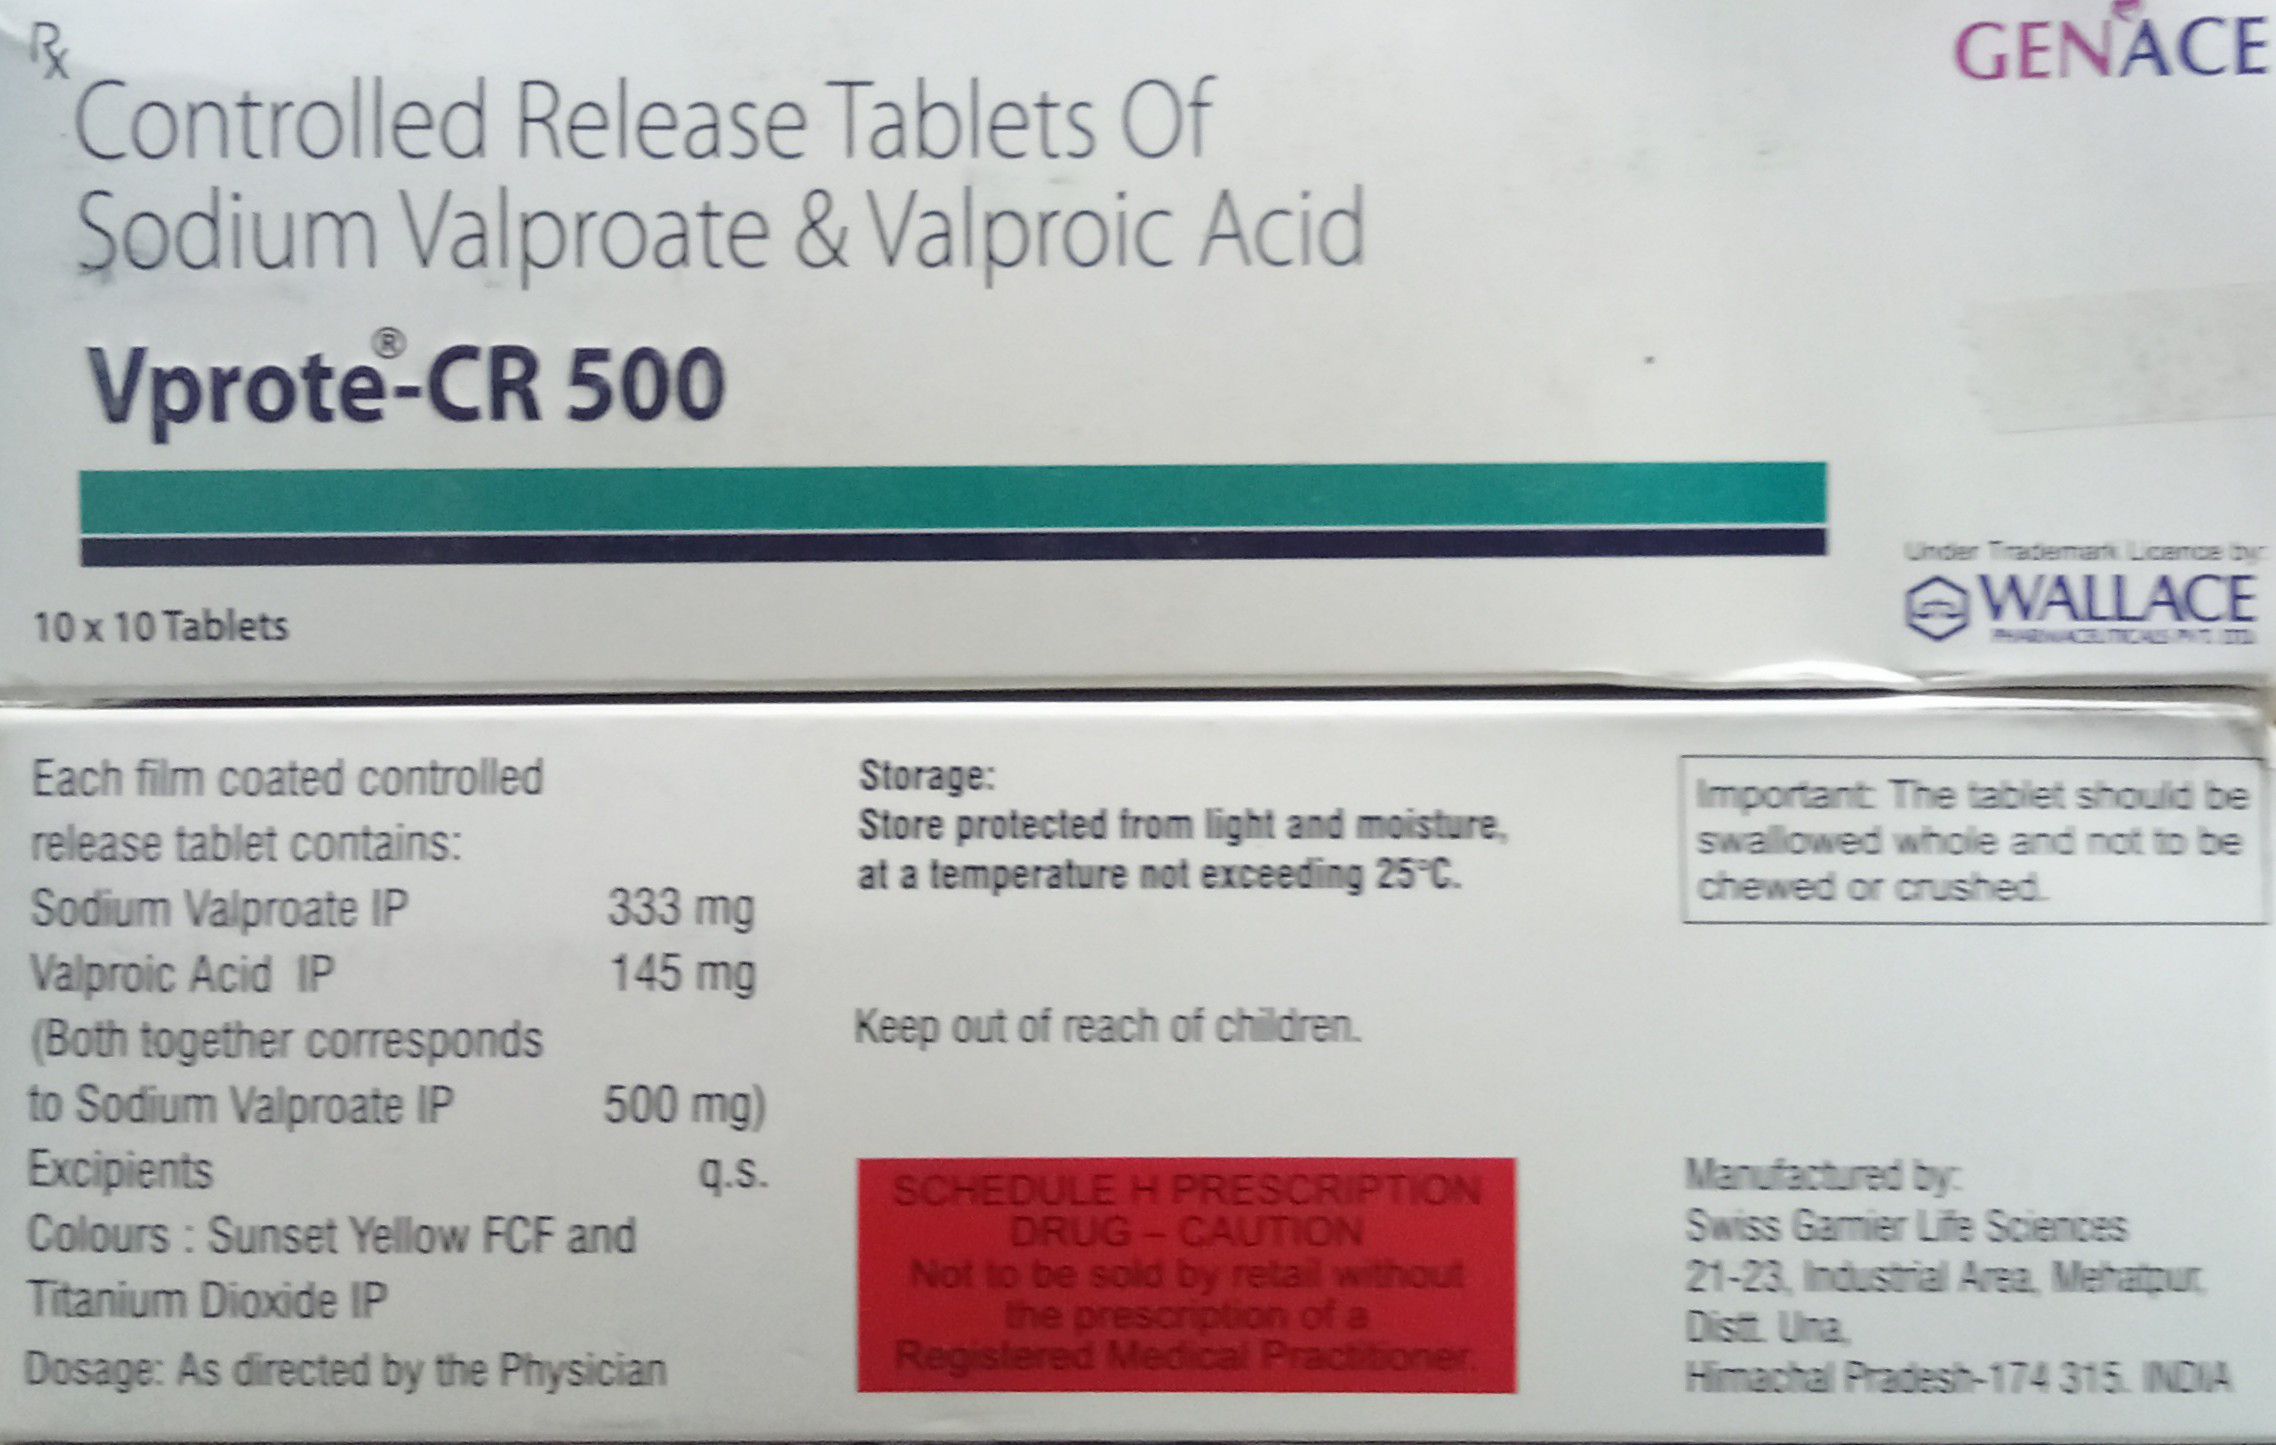 Rx
GENACE
Controlled Release Tablets Of
Sodium Valproate & Valproic Acid
Vprote®-CR 500
10 x 10 Tablets
Under Trademark Licence by:
WALLACE
PHARMACEUTICALS PVT. LTD.
Each film coated controlled
release tablet contains:
Sodium Valproate IP 333 mg
Valproic Acid IP 145 mg
(Both together corresponds
to Sodium Valproate IP 500 mg)
Excipients q.s.
Colours : Sunset Yellow FCF and
Titanium Dioxide IP
Dosage: As directed by the Physician
Storage:
Store protected from light and moisture,
at a temperature not exceeding 25°C.
Keep out of reach of children.
SCHEDULE H PRESCRIPTION
DRUG – CAUTION
Not to be sold by retail without
the prescription of a
Registered Medical Practitioner.
Important: The tablet should be
swallowed whole and not to be
chewed or crushed.
Manufactured by:
Swiss Garnier Life Sciences
21-23, Industrial Area, Mehatpur,
Distt. Una,
Himachal Pradesh-174 315. INDIA